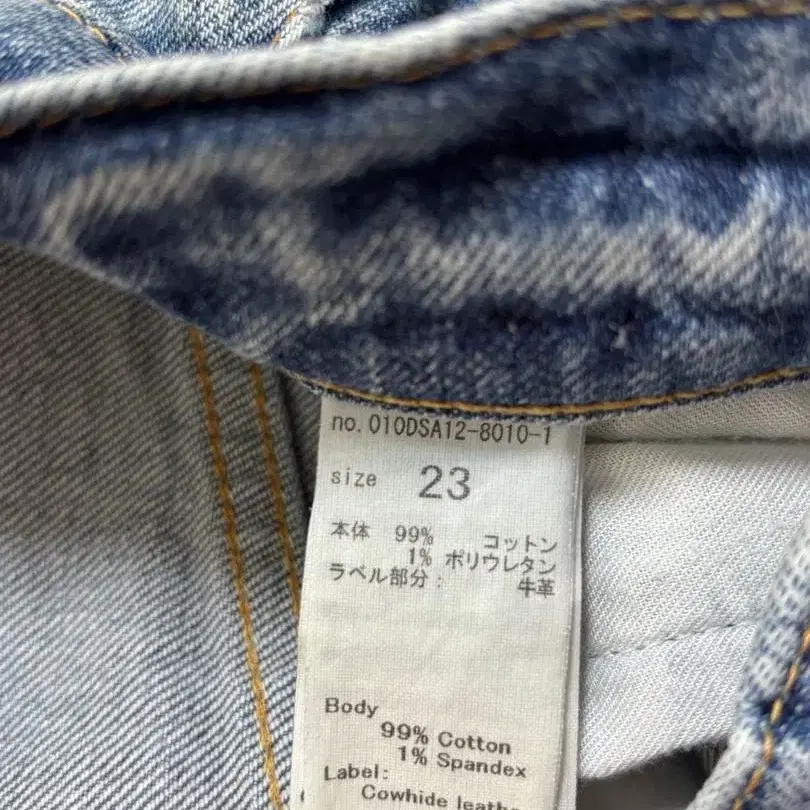 no. 010DSA12-8010-1
size 23
本体 99% コットン
1% ポリウレタン
ラベル部分: 牛革
Body
99% Cotton
1% Spandex
Label:
Cowhide